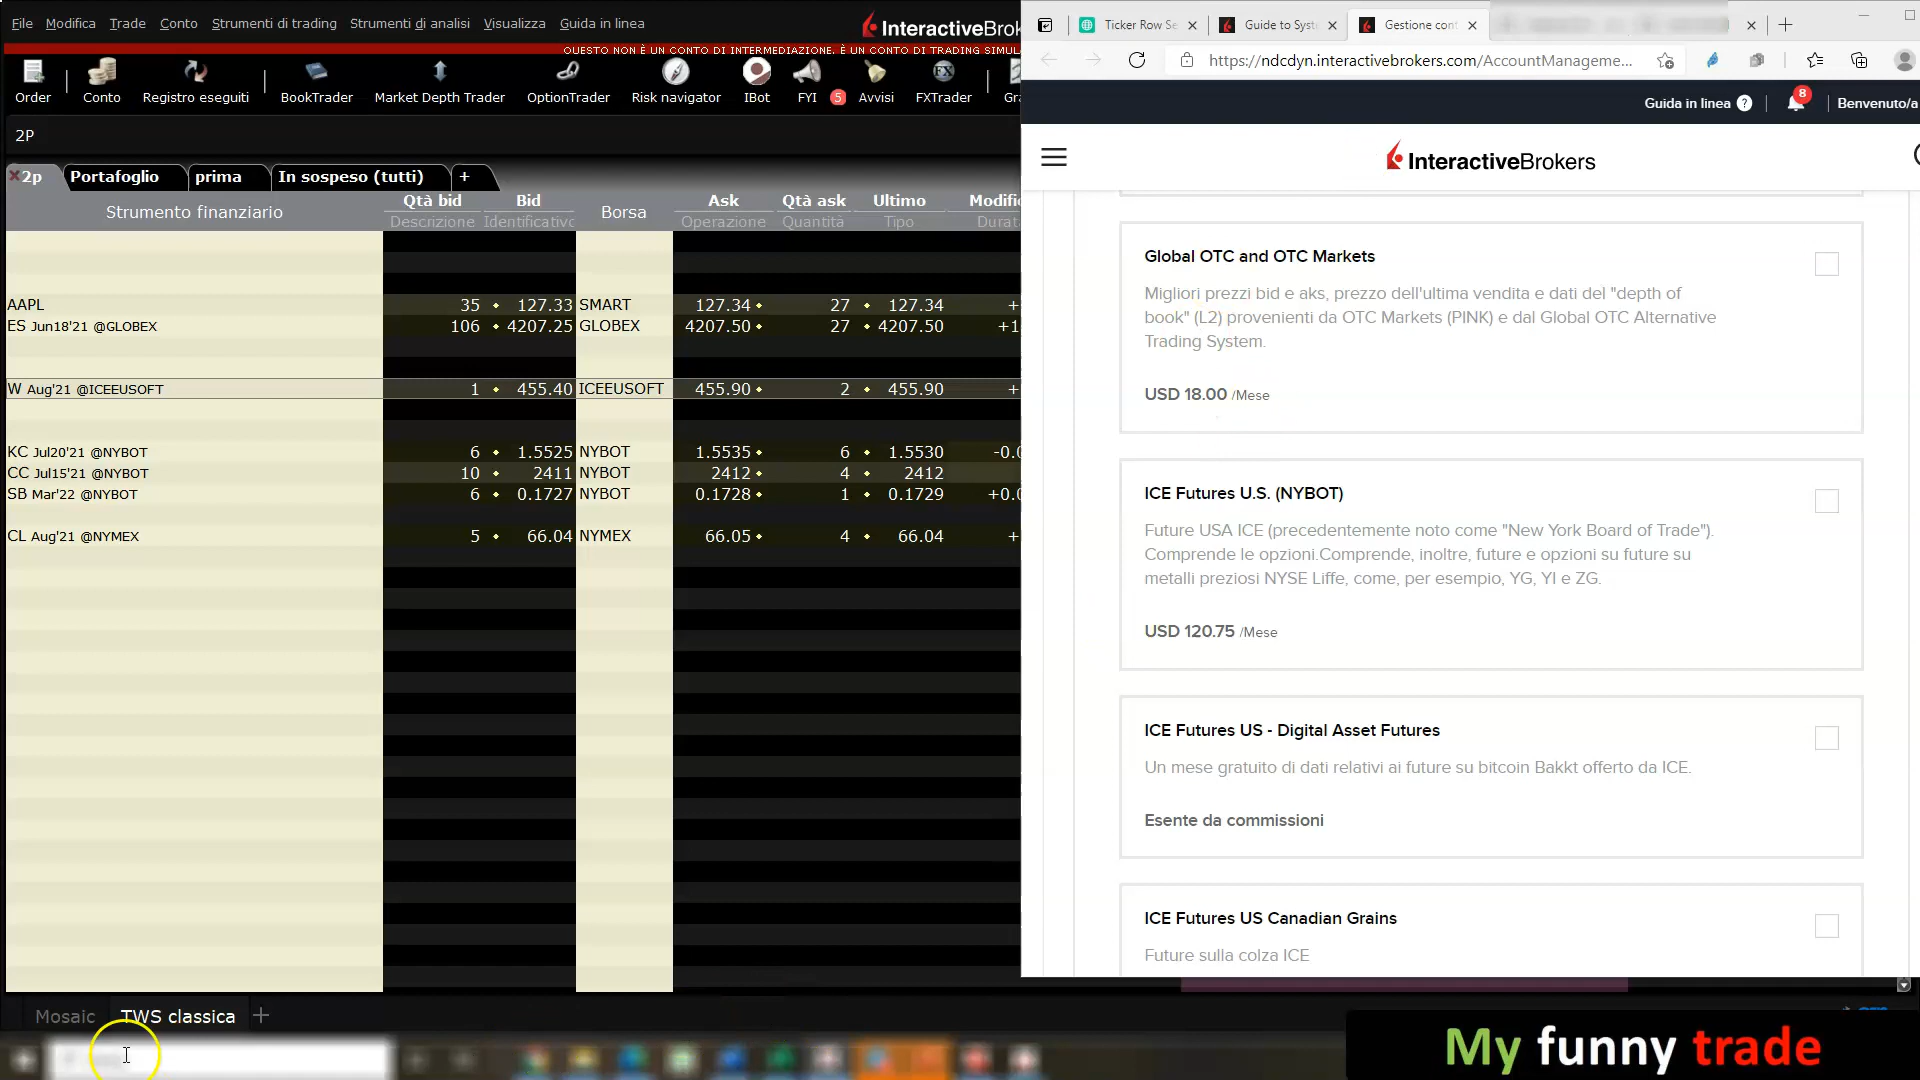 File Modifica Trade Conto Strumenti di trading Strumenti di analisi Visualizza Guida in linea
InteractiveBrok
QUESTO NON È UN CONTO DI INTERMEDIAZIONE. È UN CONTO DI TRADING SIMUL
Order Conto Registro eseguiti BookTrader Market Depth Trader OptionTrader Risk navigator IBot FYI 5 Avvisi FXTrader Gra
2P
2p Portafoglio prima In sospeso (tutti) +
Strumento finanziario Qtà bid Bid Borsa Ask Qtà ask Ultimo Modific
Descrizione Identificativo Operazione Quantità Tipo Durata
AAPL 35 127.33 SMART 127.34 27 127.34 +
ES Jun18'21 @GLOBEX 106 4207.25 GLOBEX 4207.50 27 4207.50 +1
W Aug'21 @ICEEUSOFT 1 455.40 ICEEUSOFT 455.90 2 455.90 +
KC Jul20'21 @NYBOT 6 1.5525 NYBOT 1.5535 6 1.5530 -0.0
CC Jul15'21 @NYBOT 10 2411 NYBOT 2412 4 2412
SB Mar'22 @NYBOT 6 0.1727 NYBOT 0.1728 1 0.1729 +0.0
CL Aug'21 @NYMEX 5 66.04 NYMEX 66.05 4 66.04 +
Mosaic TWS classica +
Ticker Row Se Guide to Syst Gestione cont
https://ndcdyn.interactivebrokers.com/AccountManageme...
Guida in linea ? 8 Benvenuto/a
InteractiveBrokers
Global OTC and OTC Markets
Migliori prezzi bid e aks, prezzo dell'ultima vendita e dati del "depth of
book" (L2) provenienti da OTC Markets (PINK) e dal Global OTC Alternative
Trading System.
USD 18.00 /Mese
ICE Futures U.S. (NYBOT)
Future USA ICE (precedentemente noto come "New York Board of Trade").
Comprende le opzioni.Comprende, inoltre, future e opzioni su future su
metalli preziosi NYSE Liffe, come, per esempio, YG, YI e ZG.
USD 120.75 /Mese
ICE Futures US - Digital Asset Futures
Un mese gratuito di dati relativi ai future su bitcoin Bakkt offerto da ICE.
Esente da commissioni
ICE Futures US Canadian Grains
Future sulla colza ICE
My funny trade